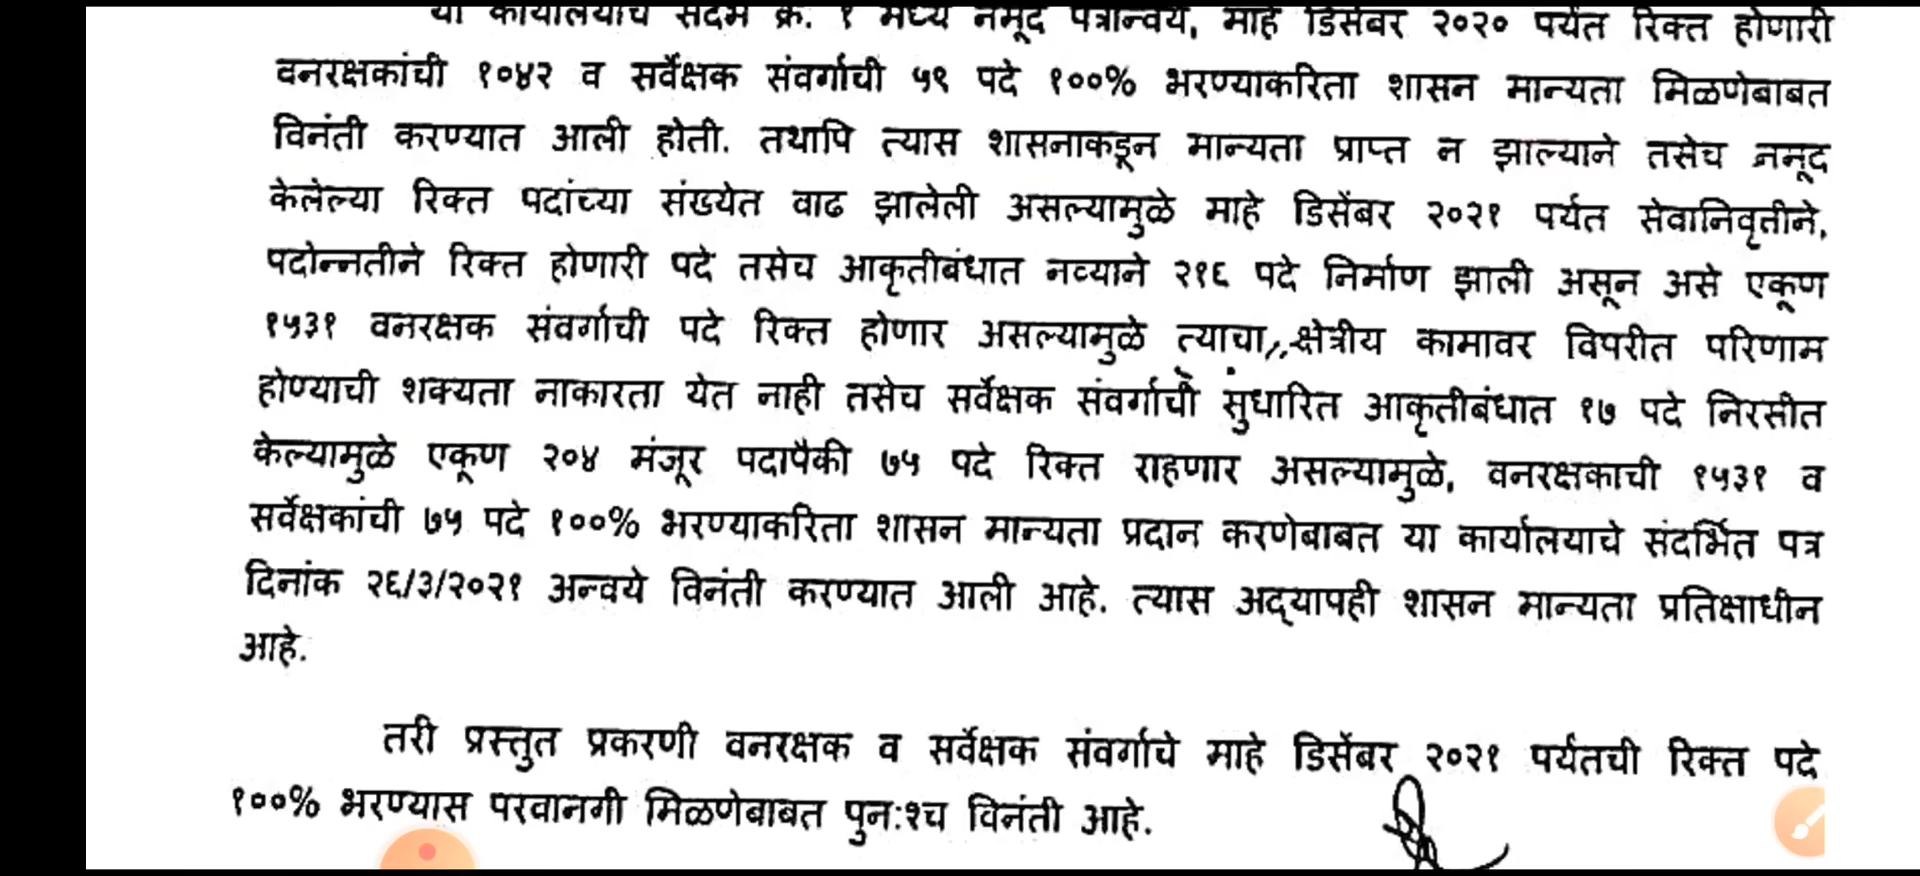 या कार्यालयाचे संदर्भ क्र. १ मध्ये नमूद पत्रान्वये, माहे डिसेंबर २०२० पर्यंत रिक्त होणारी
वनरक्षकांची १०४२ व सर्वेक्षक संवर्गाची ५९ पदे १००% भरण्याकरिता शासन मान्यता मिळणेबाबत
विनंती करण्यात आली होती. तथापि त्यास शासनाकडून मान्यता प्राप्त न झाल्याने तसेच नमूद
केलेल्या रिक्त पदांच्या संख्येत वाढ झालेली असल्यामुळे माहे डिसेंबर २०२१ पर्यंत सेवानिवृतीने,
पदोन्नतीने रिक्त होणारी पदे तसेच आकृतीबंधात नव्याने २१६ पदे निर्माण झाली असून असे एकूण
१५३१ वनरक्षक संवर्गाची पदे रिक्त होणार असल्यामुळे त्याचा क्षेत्रीय कामावर विपरीत परिणाम
होण्याची शक्यता नाकारता येत नाही तसेच सर्वेक्षक संवर्गाची सुधारित आकृतीबंधात १७ पदे निरसीत
केल्यामुळे एकूण २०४ मंजूर पदापैकी ७५ पदे रिक्त राहणार असल्यामुळे, वनरक्षकाची १५३१ व
सर्वेक्षकांची ७५ पदे १००% भरण्याकरिता शासन मान्यता प्रदान करणेबाबत या कार्यालयाचे संदर्भित पत्र
दिनांक २६/३/२०२१ अन्वये विनंती करण्यात आली आहे. त्यास अद्यापही शासन मान्यता प्रतिक्षाधीन
आहे.
तरी प्रस्तुत प्रकरणी वनरक्षक व सर्वेक्षक संवर्गाचे माहे डिसेंबर २०२१ पर्यंतची रिक्त पदे
१००% भरण्यास परवानगी मिळणेबाबत पुन:श्च विनंती आहे.